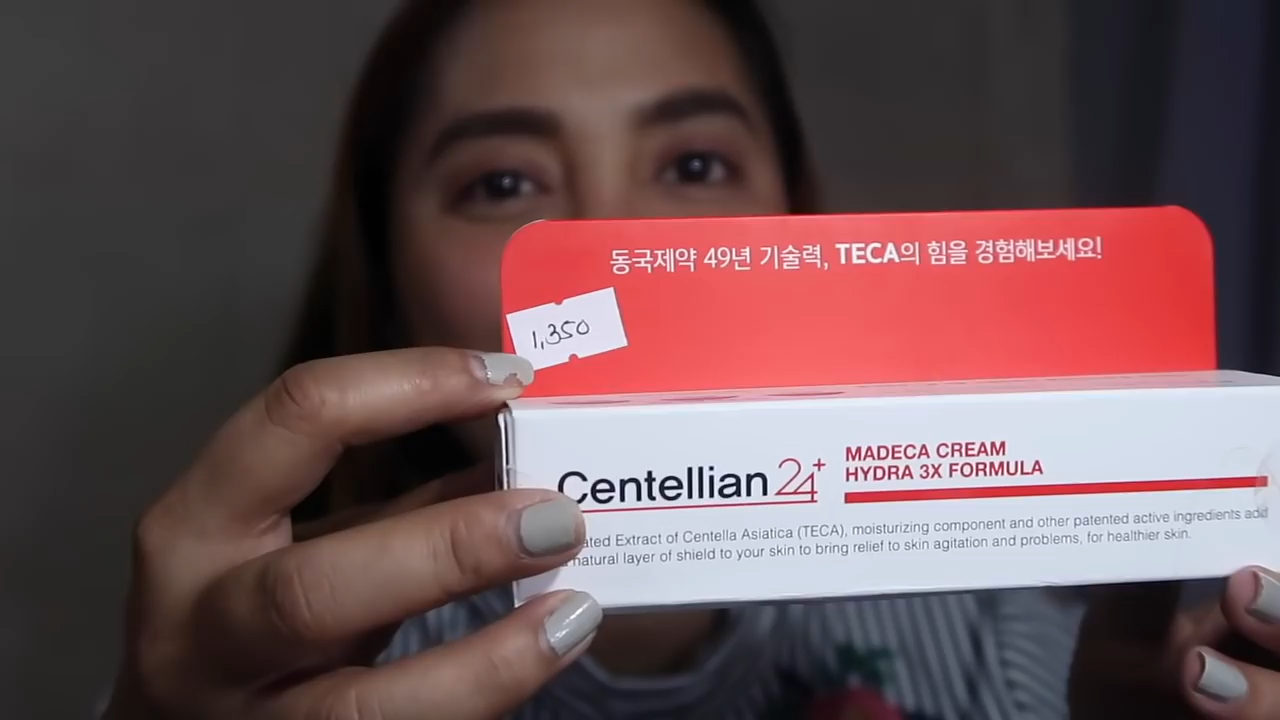 동국제약 49년 기술력, TECA의 힘을 경험해보세요!
1,350
Centellian 24+
MADECA CREAM
HYDRA 3X FORMULA
Extract of Centella Asiatica (TECA), moisturizing component and other patented active ingredients add
natural layer of shield to your skin to bring relief to skin agitation and problems, for healthier skin.